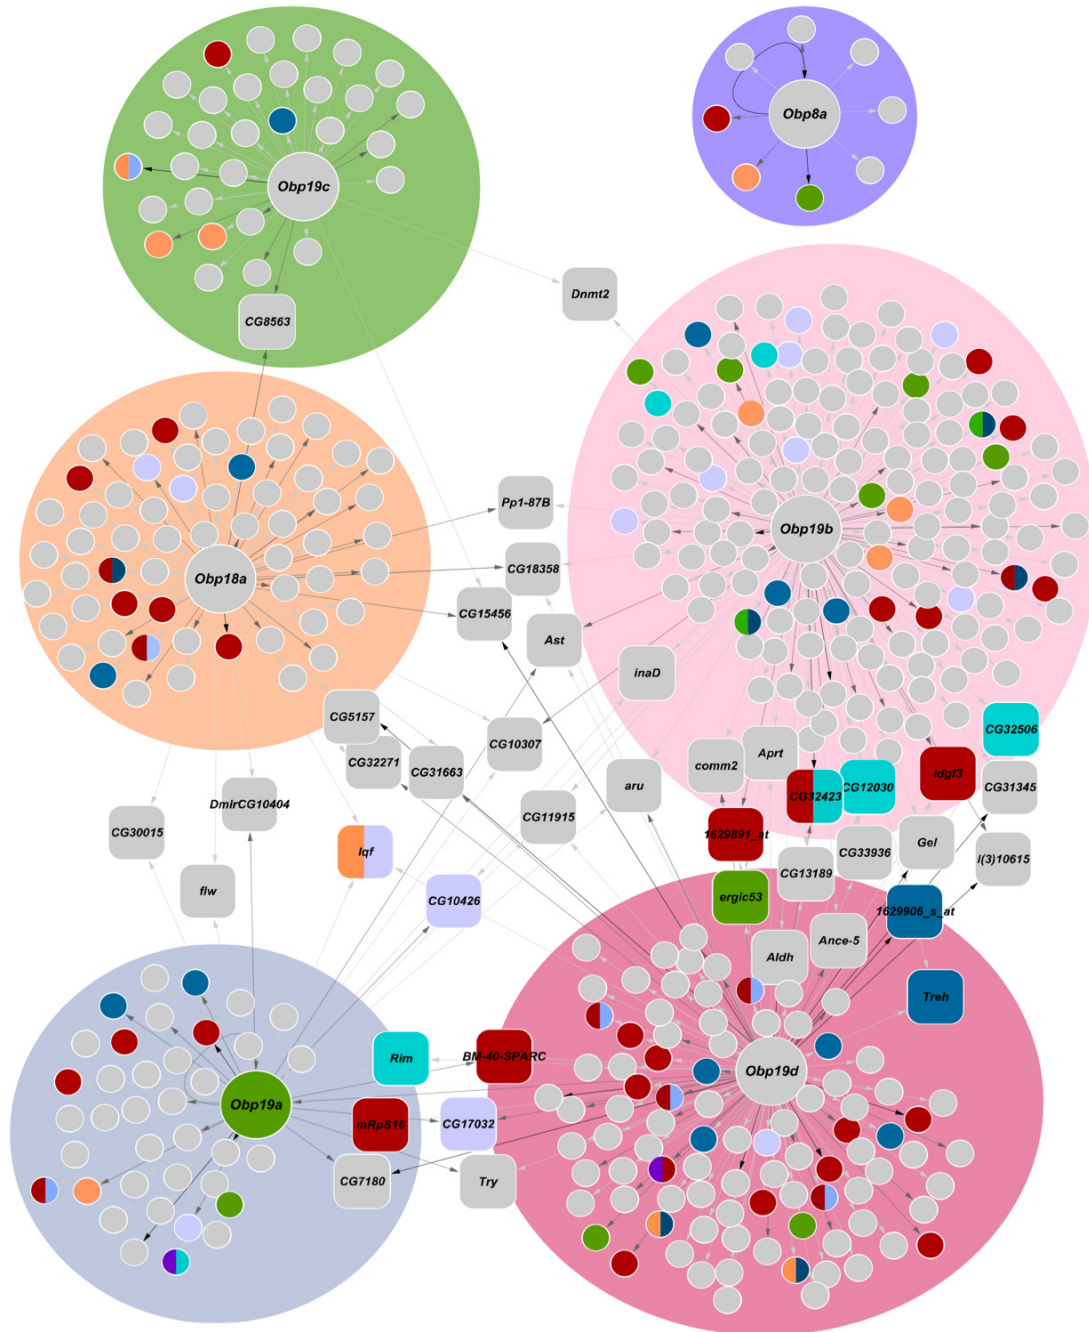 Obp8a
Obp19c
Dnmt2
CG8563
Pp1-87B
Obp19b
CG18358
Obp18a
CG15456
Ast
inaD
CG5157
CG32506
CG10307
CG32271
CG31663
comm2
Aprt
Idgf3
CG31345
aru
CG32423
CG12030
DmirCG10404
CG11915
CG30015
1629891_at
Iqf
CG33936
Gel
l(3)10615
CG13189
flw
CG10426
ergic53
1629906_s_at
Ance-5
Aldh
Treh
Rim
BM-40-SPARC
Obp19d
Obp19a
mRpS16
CG17032
CG7180
Try